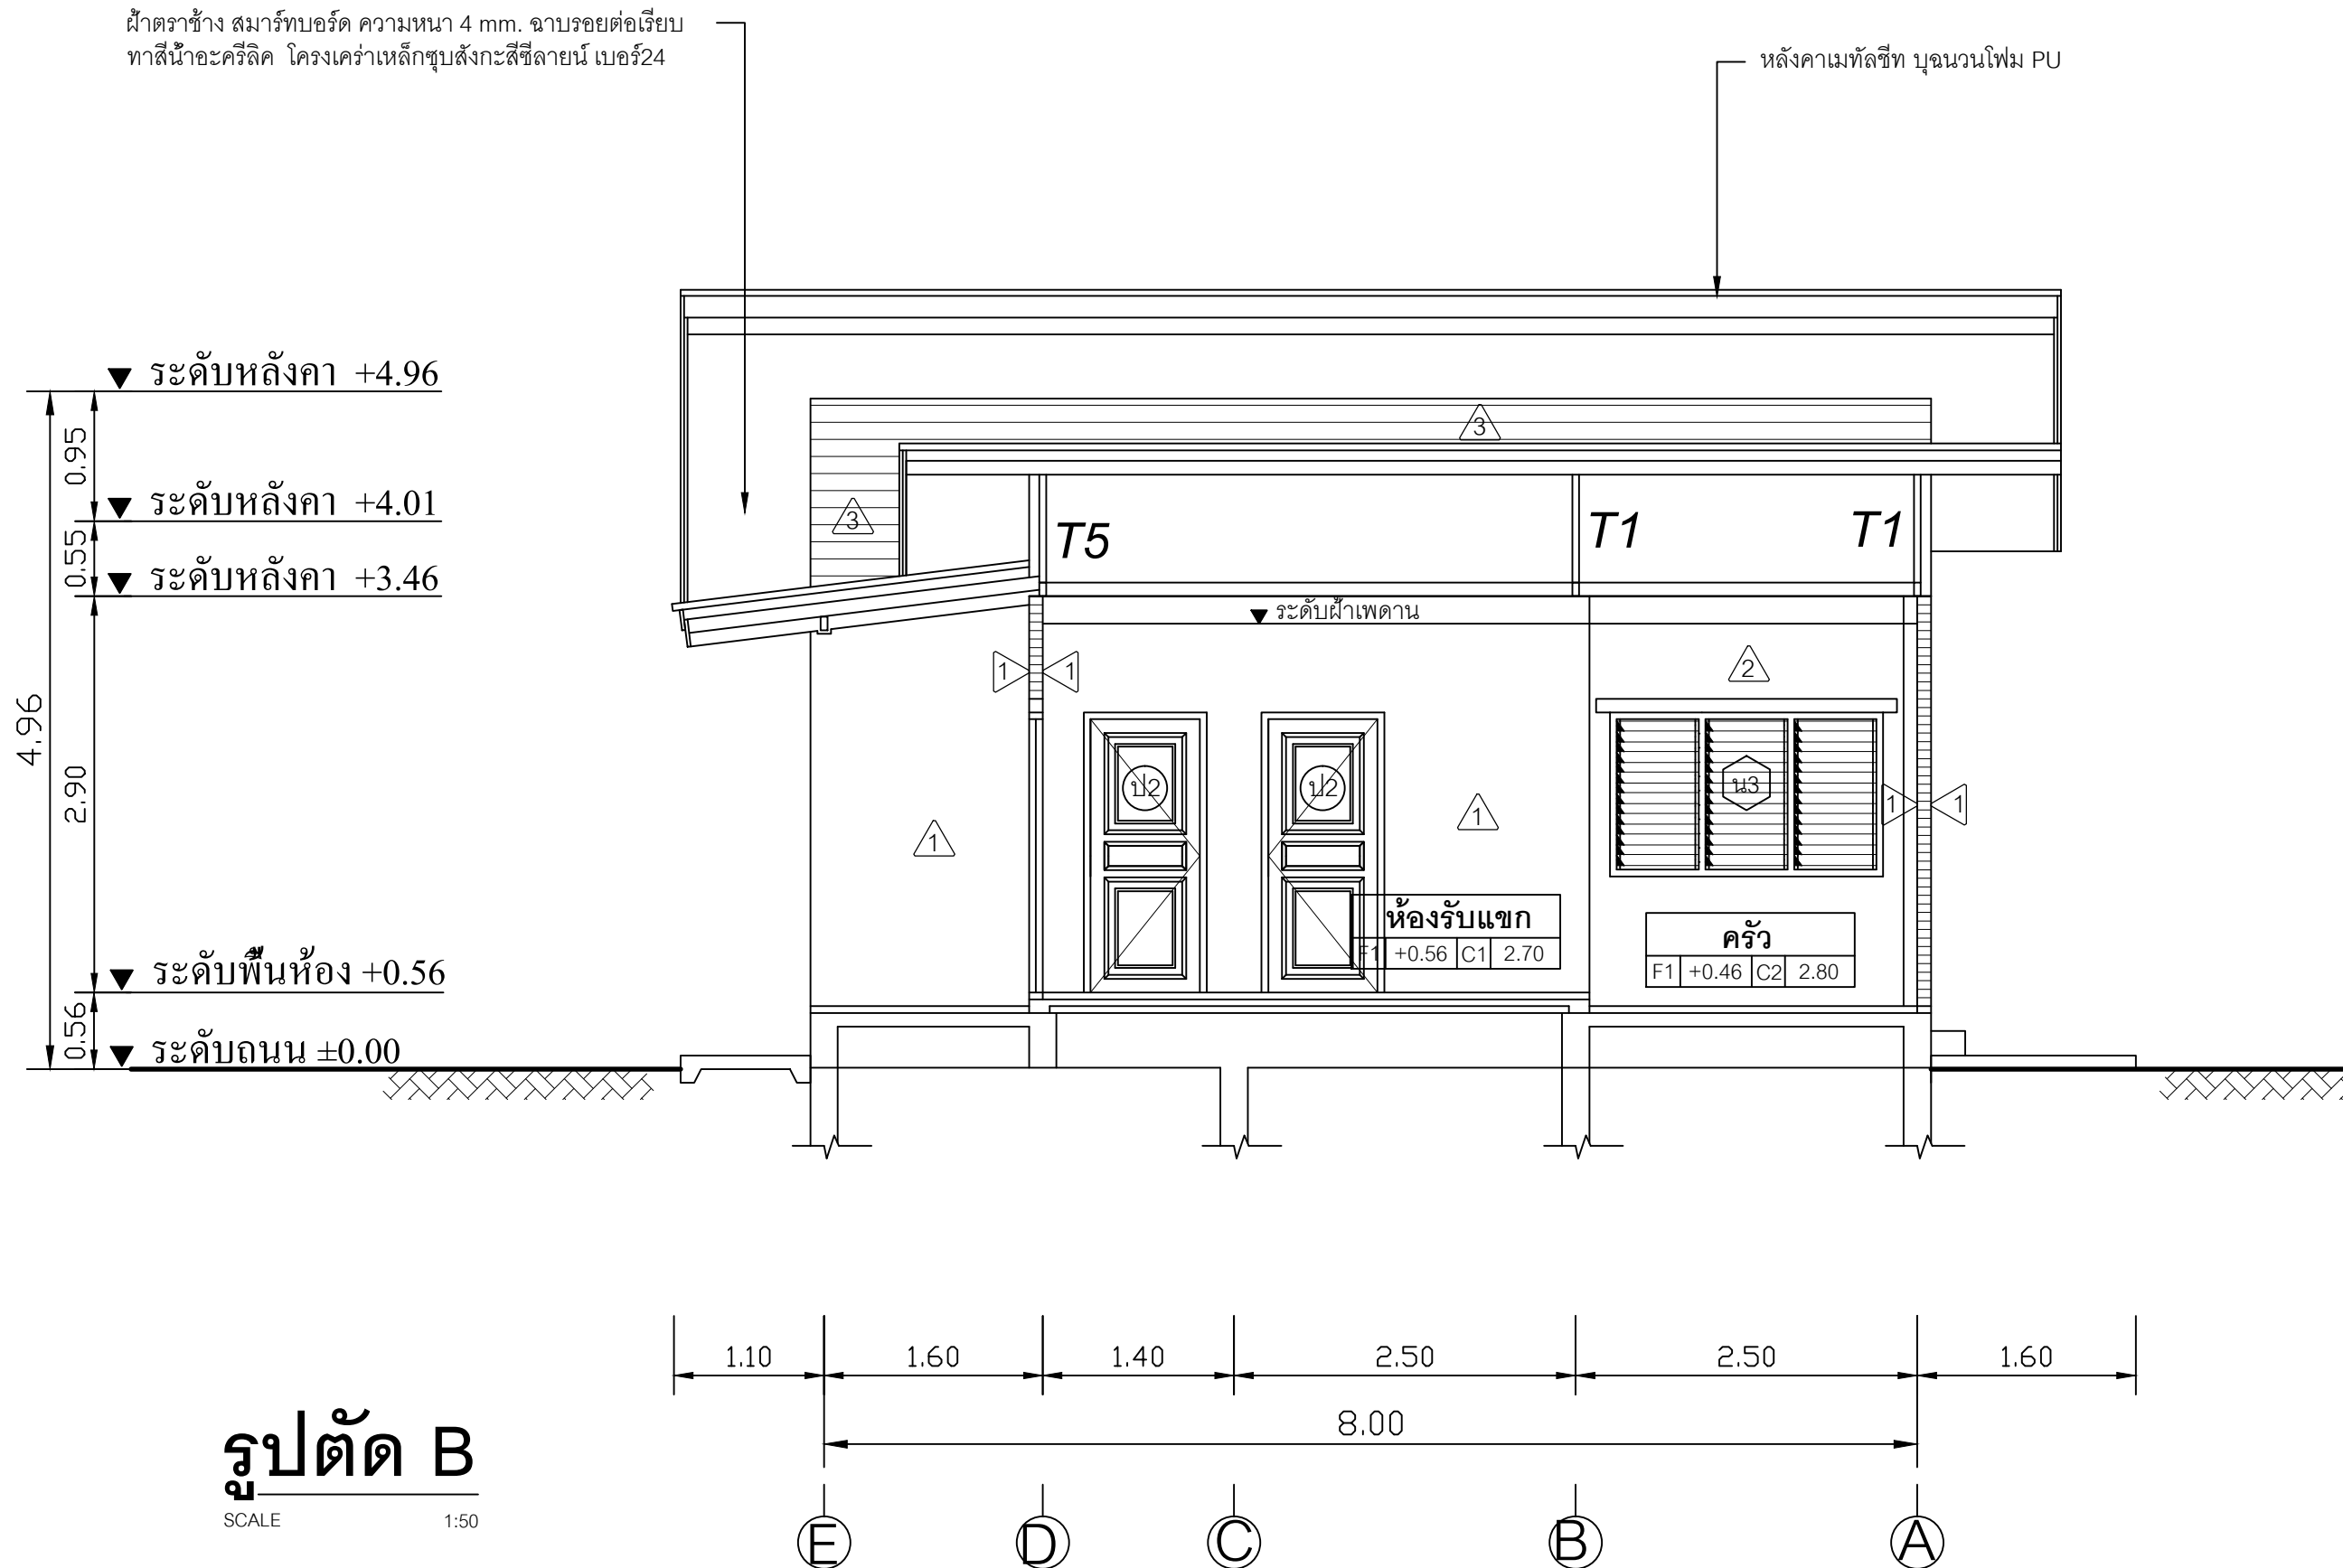 ฝ้าตราช้าง สมาร์ทบอร์ด ความหนา 4 mm. ฉาบรอยต่อเรียบ
ทาสีน้ำอะครีลิค โครงเคร่าเหล็กชุบสังกะสีซีลายน์ เบอร์24
หลังคาเมทัลชีท บุฉนวนโฟม PU
ระดับหลังคา +4.96
0.95
ระดับหลังคา +4.01
0.55
ระดับหลังคา +3.46
4.96
2.90
ระดับพื้นห้อง +0.56
0.56
ระดับถนน ±0.00
3
3
T5
T1
T1
ระดับฝ้าเพดาน
1
1
2
ป2
ป2
น3
1
1
1
1
ห้องรับแขก
F1 +0.56 C1 2.70
ครัว
F1 +0.46 C2 2.80
1.10
1.60
1.40
2.50
2.50
1.60
8.00
รูปตัด B
SCALE 1:50
E
D
C
B
A